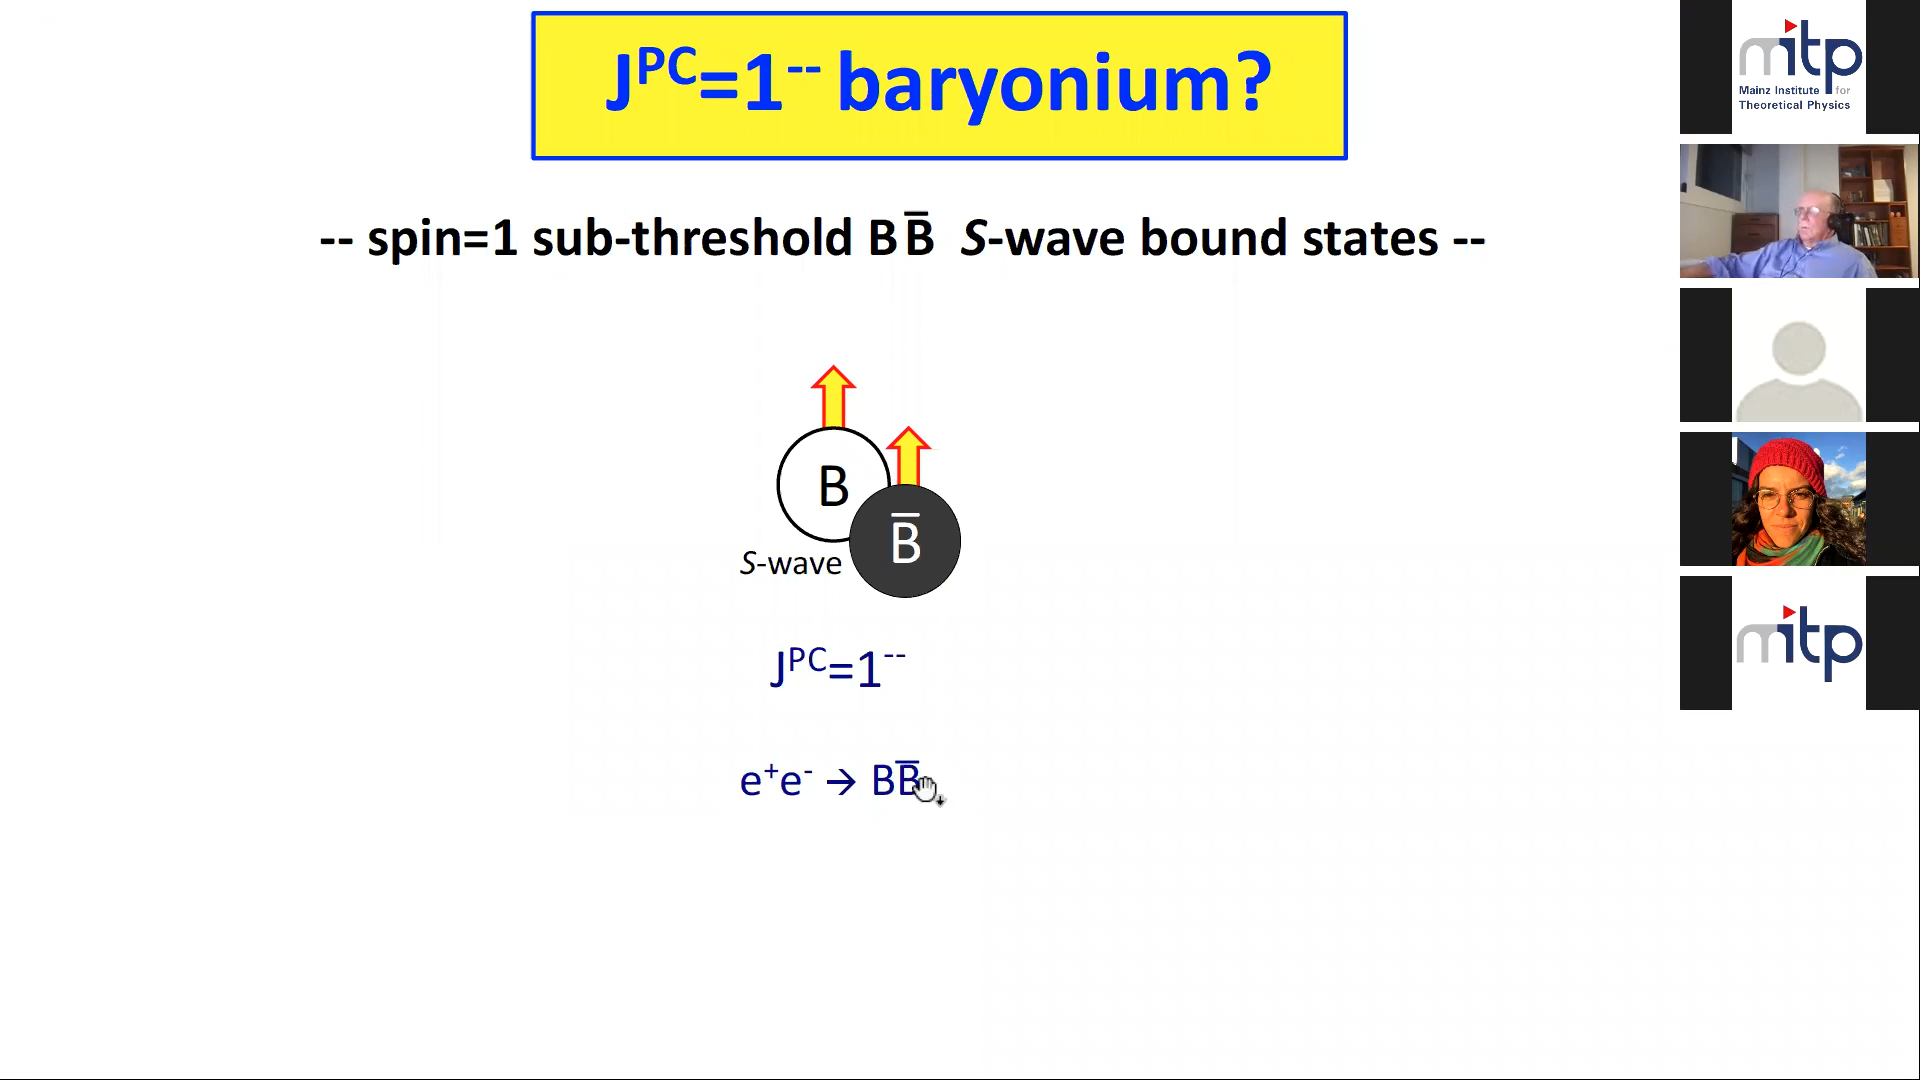 Jᴾꟲ=1⁻⁻ baryonium?
-- spin=1 sub-threshold BB̅ S-wave bound states --
B
B̅
S-wave
Jᴾꟲ=1⁻⁻
e⁺e⁻ → BB̅
mitp
Mainz Institute for
Theoretical Physics
mitp